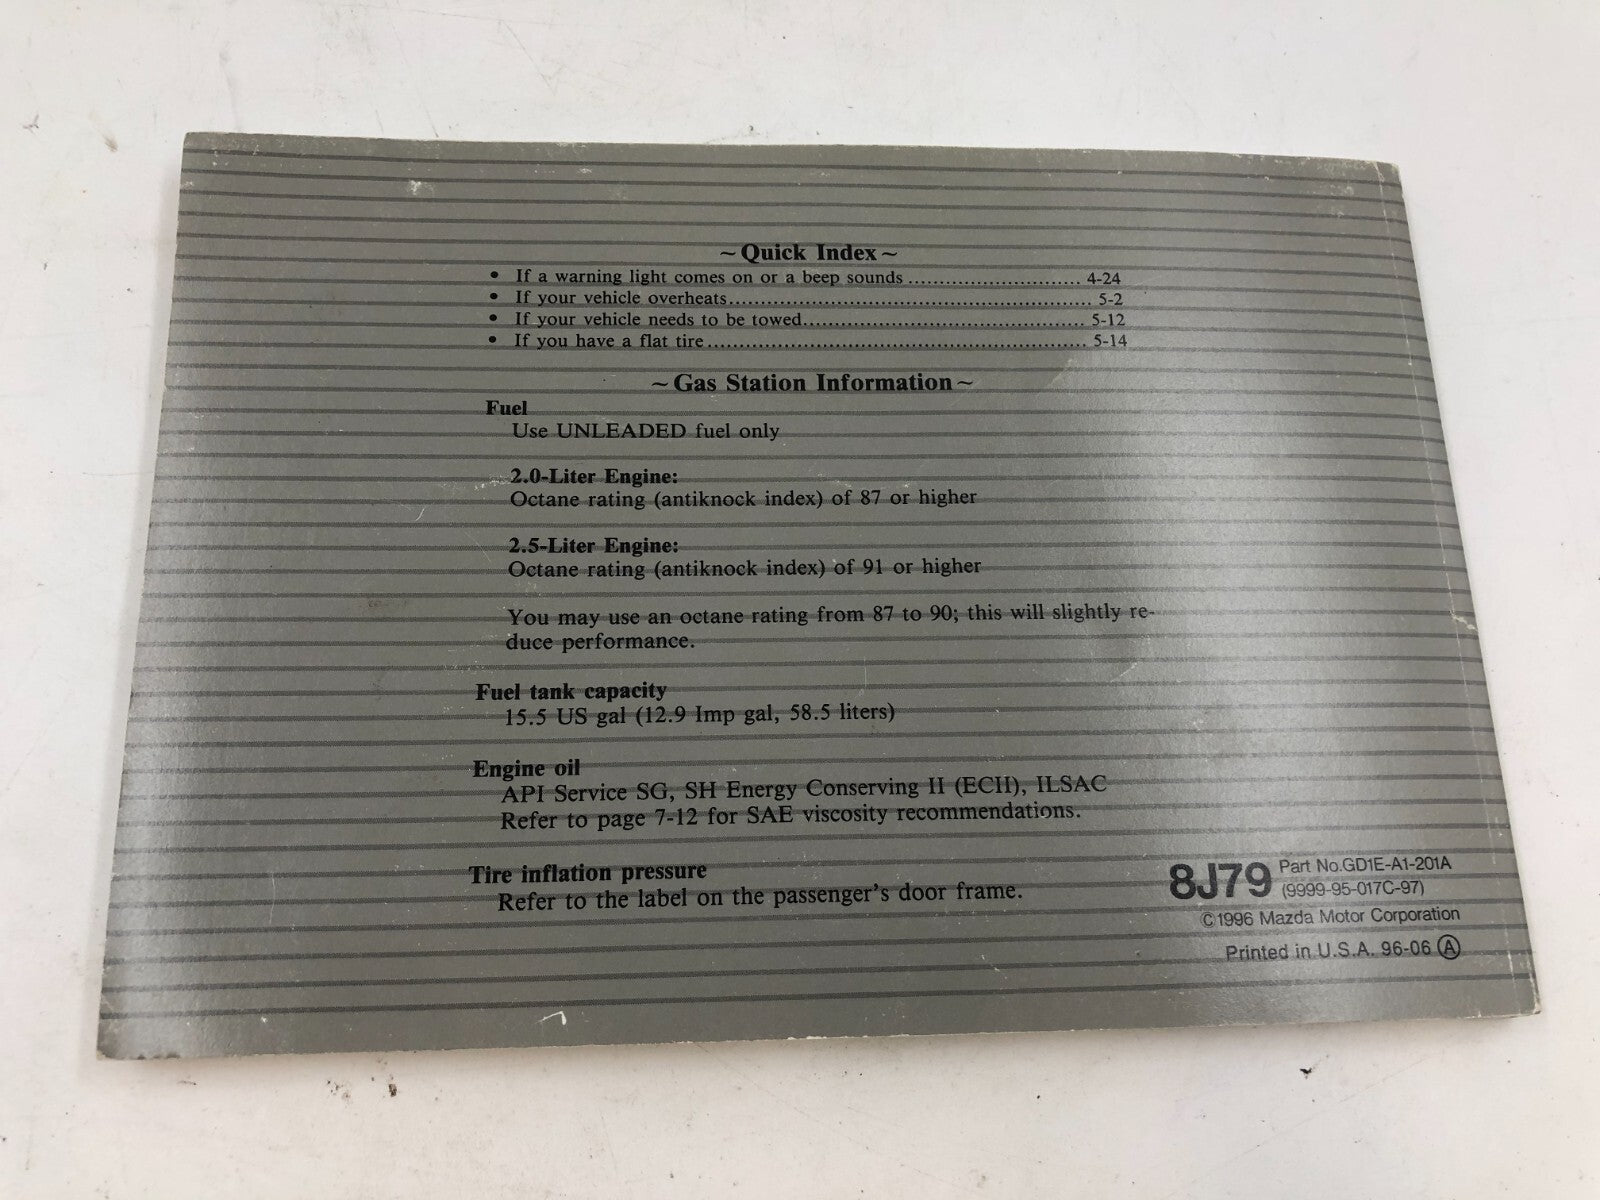 ~Quick Index~
• If a warning light comes on or a beep sounds ............................ 4-24
• If your vehicle overheats.......................................................... 5-2
• If your vehicle needs to be towed............................................. 5-12
• If you have a flat tire............................................................. 5-14
~Gas Station Information~
Fuel
Use UNLEADED fuel only
2.0-Liter Engine:
Octane rating (antiknock index) of 87 or higher
2.5-Liter Engine:
Octane rating (antiknock index) of 91 or higher
You may use an octane rating from 87 to 90; this will slightly re-
duce performance.
Fuel tank capacity
15.5 US gal (12.9 Imp gal, 58.5 liters)
Engine oil
API Service SG, SH Energy Conserving II (ECII), ILSAC
Refer to page 7-12 for SAE viscosity recommendations.
Tire inflation pressure
Refer to the label on the passenger's door frame.
8J79 Part No.GD1E-A1-201A
(9999-95-017C-97)
©1996 Mazda Motor Corporation
Printed in U.S.A. 96-06 Ⓐ